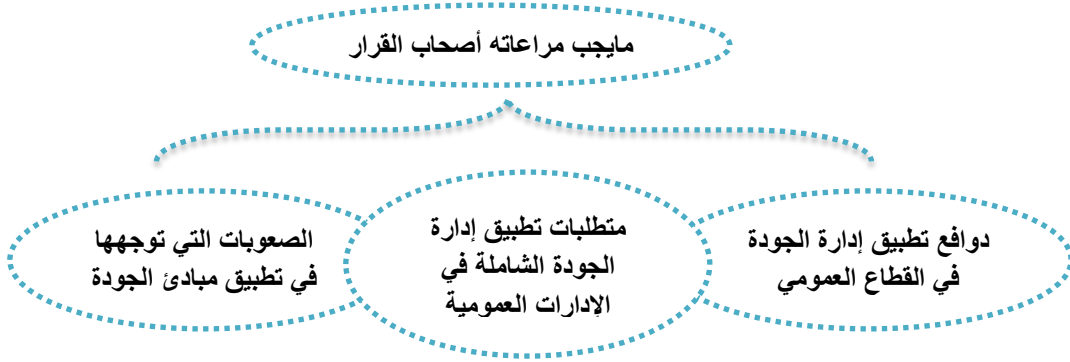 مايجب مراعاته أصحاب القرار
دوافع تطبيق إدارة الجودة
في القطاع العمومي
متطلبات تطبيق إدارة
الجودة الشاملة في
الإدارات العمومية
الصعوبات التي توجهها
في تطبيق مبادئ الجودة